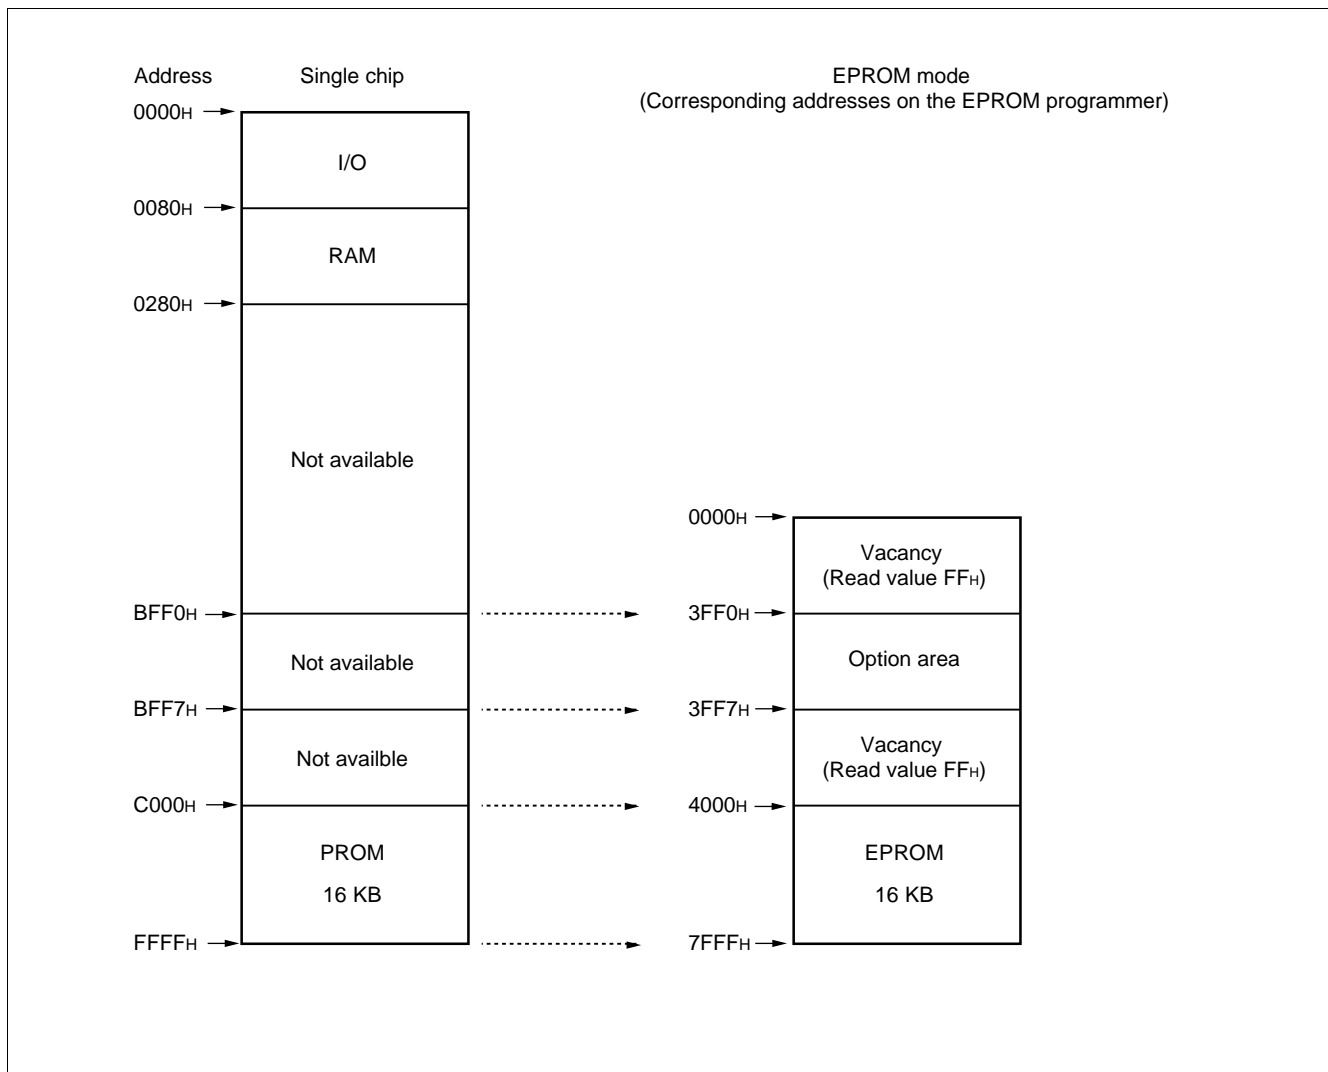 Address
Single chip
EPROM mode
(Corresponding addresses on the EPROM programmer)
0000H
I/O
0080H
RAM
0280H
Not available
0000H
Vacancy
(Read value FFH)
BFF0H
3FF0H
Not available
Option area
BFF7H
3FF7H
Not availble
Vacancy
(Read value FFH)
C000H
4000H
PROM
16 KB
EPROM
16 KB
FFFFH
7FFFH